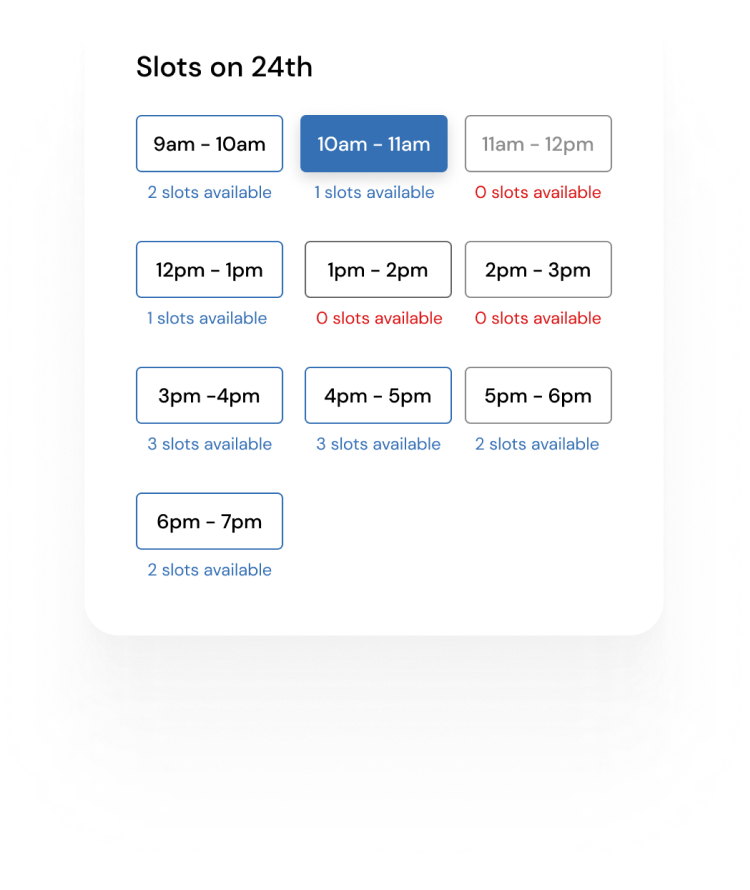 Slots on 24th
9am - 10am 10am - 11am 11am - 12pm
2 slots available 1 slots available 0 slots available
12pm - 1pm 1pm - 2pm 2pm - 3pm
1 slots available 0 slots available 0 slots available
3pm -4pm 4pm - 5pm 5pm - 6pm
3 slots available 3 slots available 2 slots available
6pm - 7pm
2 slots available